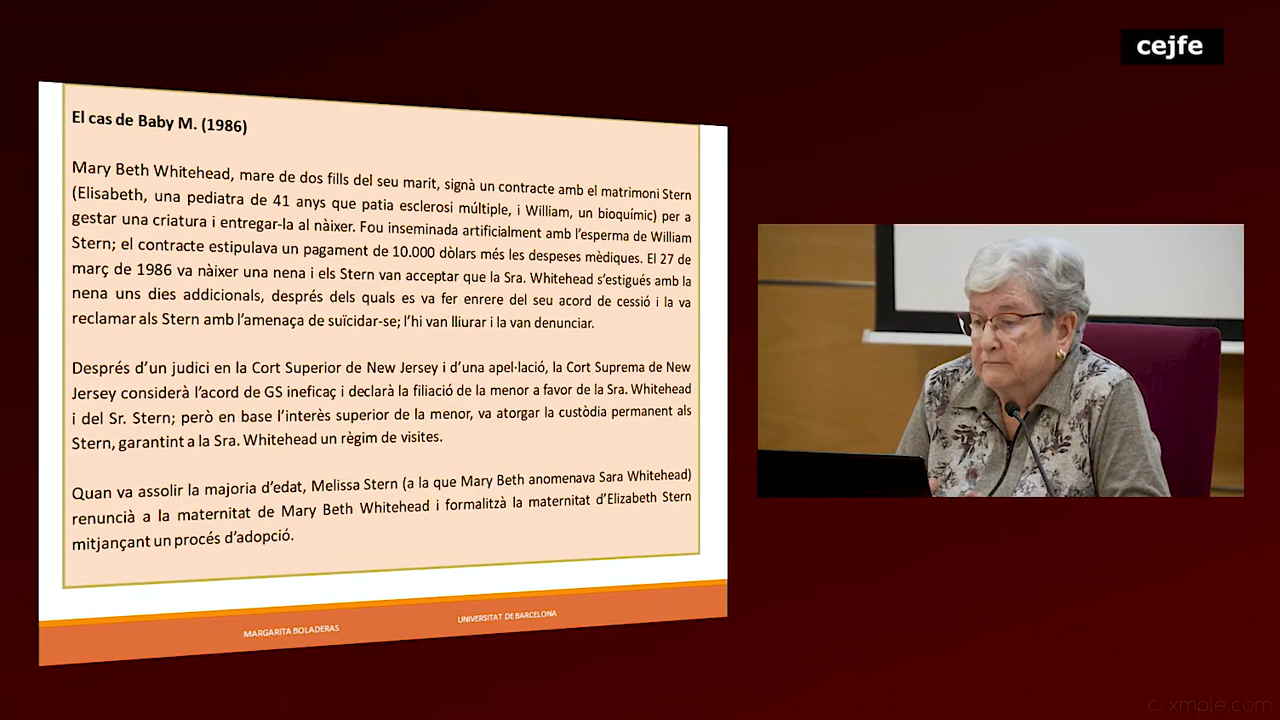 cejfe
El cas de Baby M. (1986)
Mary Beth Whitehead, mare de dos fills del seu marit, signà un contracte amb el matrimoni Stern
(Elisabeth, una pediatra de 41 anys que patia esclerosi múltiple, i William, un bioquímic) per a
gestar una criatura i entregar-la al nàixer. Fou inseminada artificialment amb l'esperma de William
Stern; el contracte estipulava un pagament de 10.000 dòlars més les despeses mèdiques. El 27 de
març de 1986 va nàixer una nena i els Stern van acceptar que la Sra. Whitehead s'estigués amb la
nena uns dies addicionals, després dels quals es va fer enrere del seu acord de cessió i la va
reclamar als Stern amb l'amenaça de suïcidar-se; l'hi van lliurar i la van denunciar.
Després d'un judici en la Cort Superior de New Jersey i d'una apel·lació, la Cort Suprema de New
Jersey considerà l'acord de GS ineficaç i declarà la filiació de la menor a favor de la Sra. Whitehead
i del Sr. Stern; però en base l'interès superior de la menor, va atorgar la custòdia permanent als
Stern, garantint a la Sra. Whitehead un règim de visites.
Quan va assolir la majoria d'edat, Melissa Stern (a la que Mary Beth anomenava Sara Whitehead)
renuncià a la maternitat de Mary Beth Whitehead i formalitzà la maternitat d'Elizabeth Stern
mitjançant un procés d'adopció.
MARGARITA BOLADERAS
UNIVERSITAT DE BARCELONA